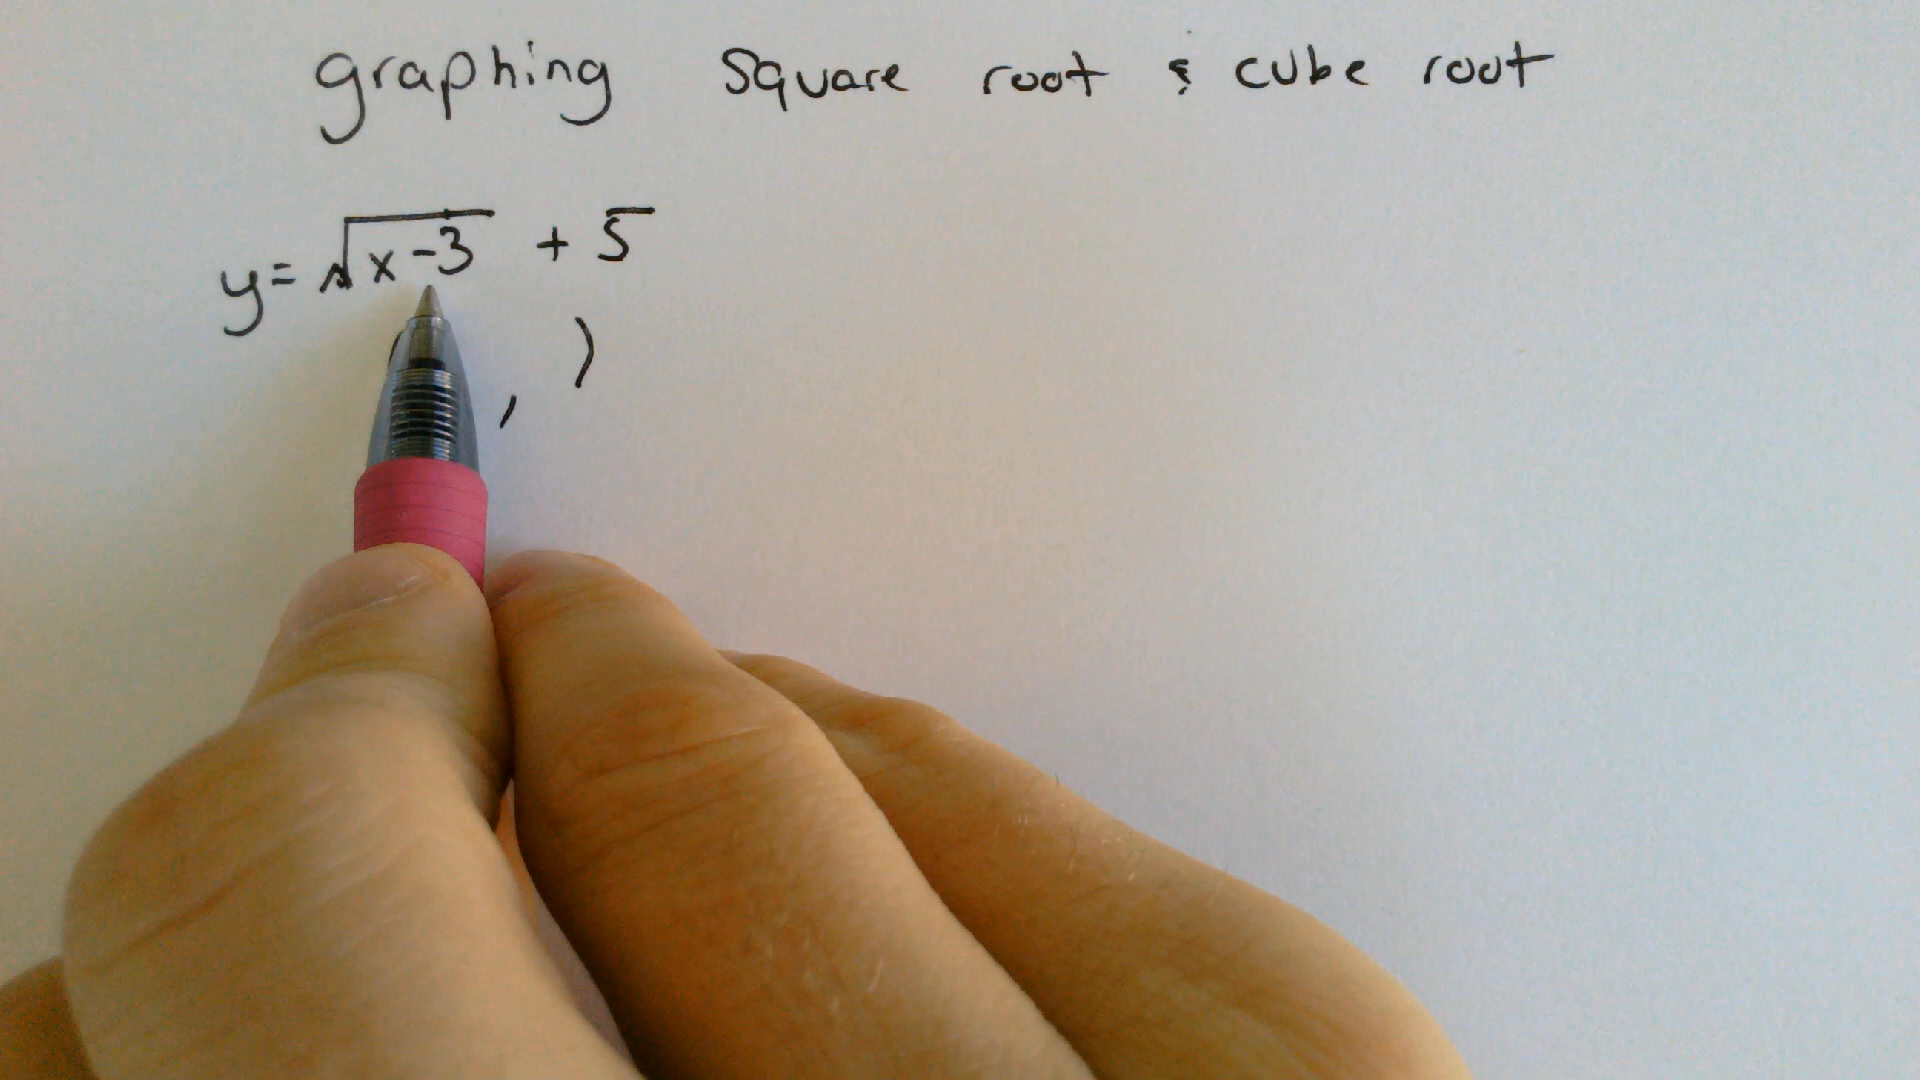 graphing square root & cube root
y = √x-3 + 5
( , )